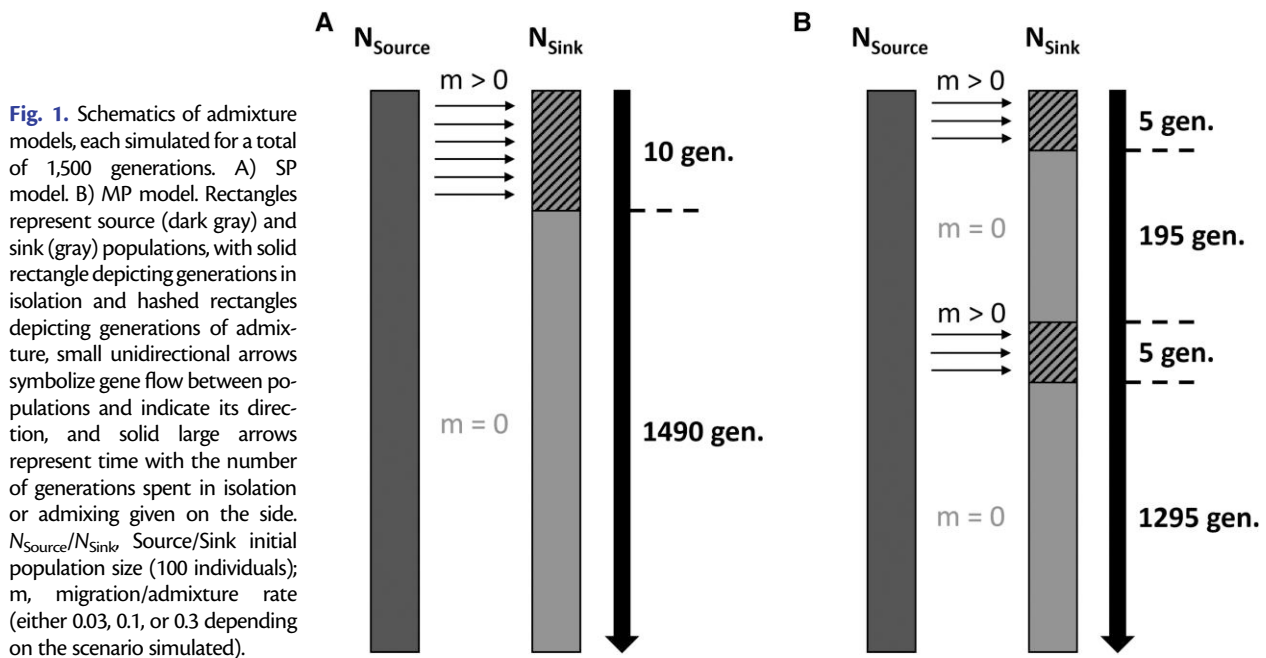 Fig. 1. Schematics of admixture
models, each simulated for a total
of 1,500 generations. A) SP
model. B) MP model. Rectangles
represent source (dark gray) and
sink (gray) populations, with solid
rectangle depicting generations in
isolation and hashed rectangles
depicting generations of admix-
ture, small unidirectional arrows
symbolize gene flow between po-
pulations and indicate its direc-
tion, and solid large arrows
represent time with the number
of generations spent in isolation
or admixing given on the side.
NSource/NSink, Source/Sink initial
population size (100 individuals);
m, migration/admixture rate
(either 0.03, 0.1, or 0.3 depending
on the scenario simulated).
A
NSource
NSink
m > 0
10 gen.
m = 0
1490 gen.
B
NSource
NSink
m > 0
5 gen.
m = 0
195 gen.
m > 0
5 gen.
m = 0
1295 gen.